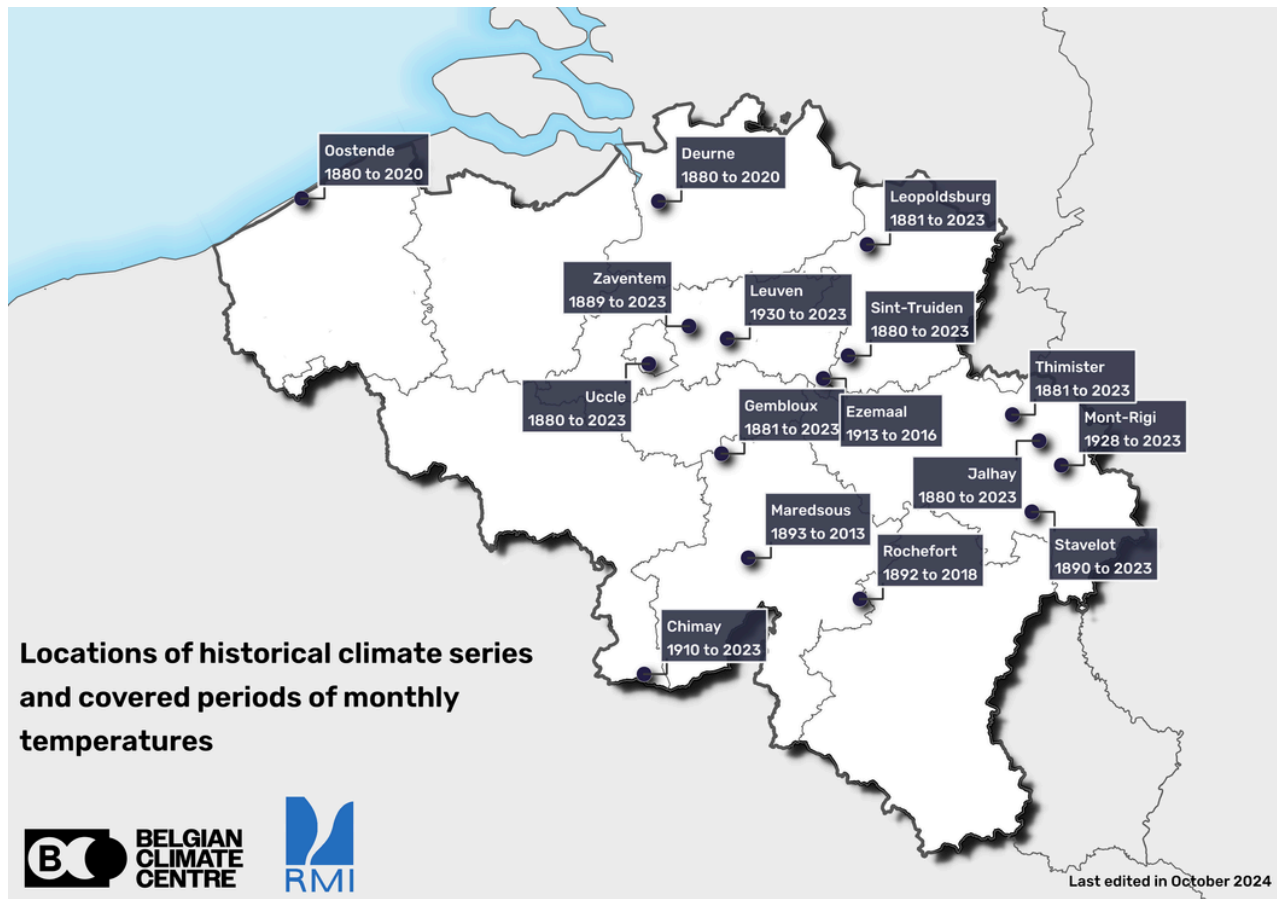 Oostende
1880 to 2020
Deurne
1880 to 2020
Leopoldsburg
1881 to 2023
Zaventem
1889 to 2023
Leuven
1930 to 2023
Sint-Truiden
1880 to 2023
Thimister
1881 to 2023
Uccle
1880 to 2023
Gembloux
1881 to 2023
Ezemaal
1913 to 2016
Mont-Rigi
1928 to 2023
Jalhay
1880 to 2023
Maredsous
1893 to 2013
Rochefort
1892 to 2018
Stavelot
1890 to 2023
Chimay
1910 to 2023
Locations of historical climate series
and covered periods of monthly
temperatures
B
BELGIAN
CLIMATE
CENTRE
RMI
Last edited in October 2024